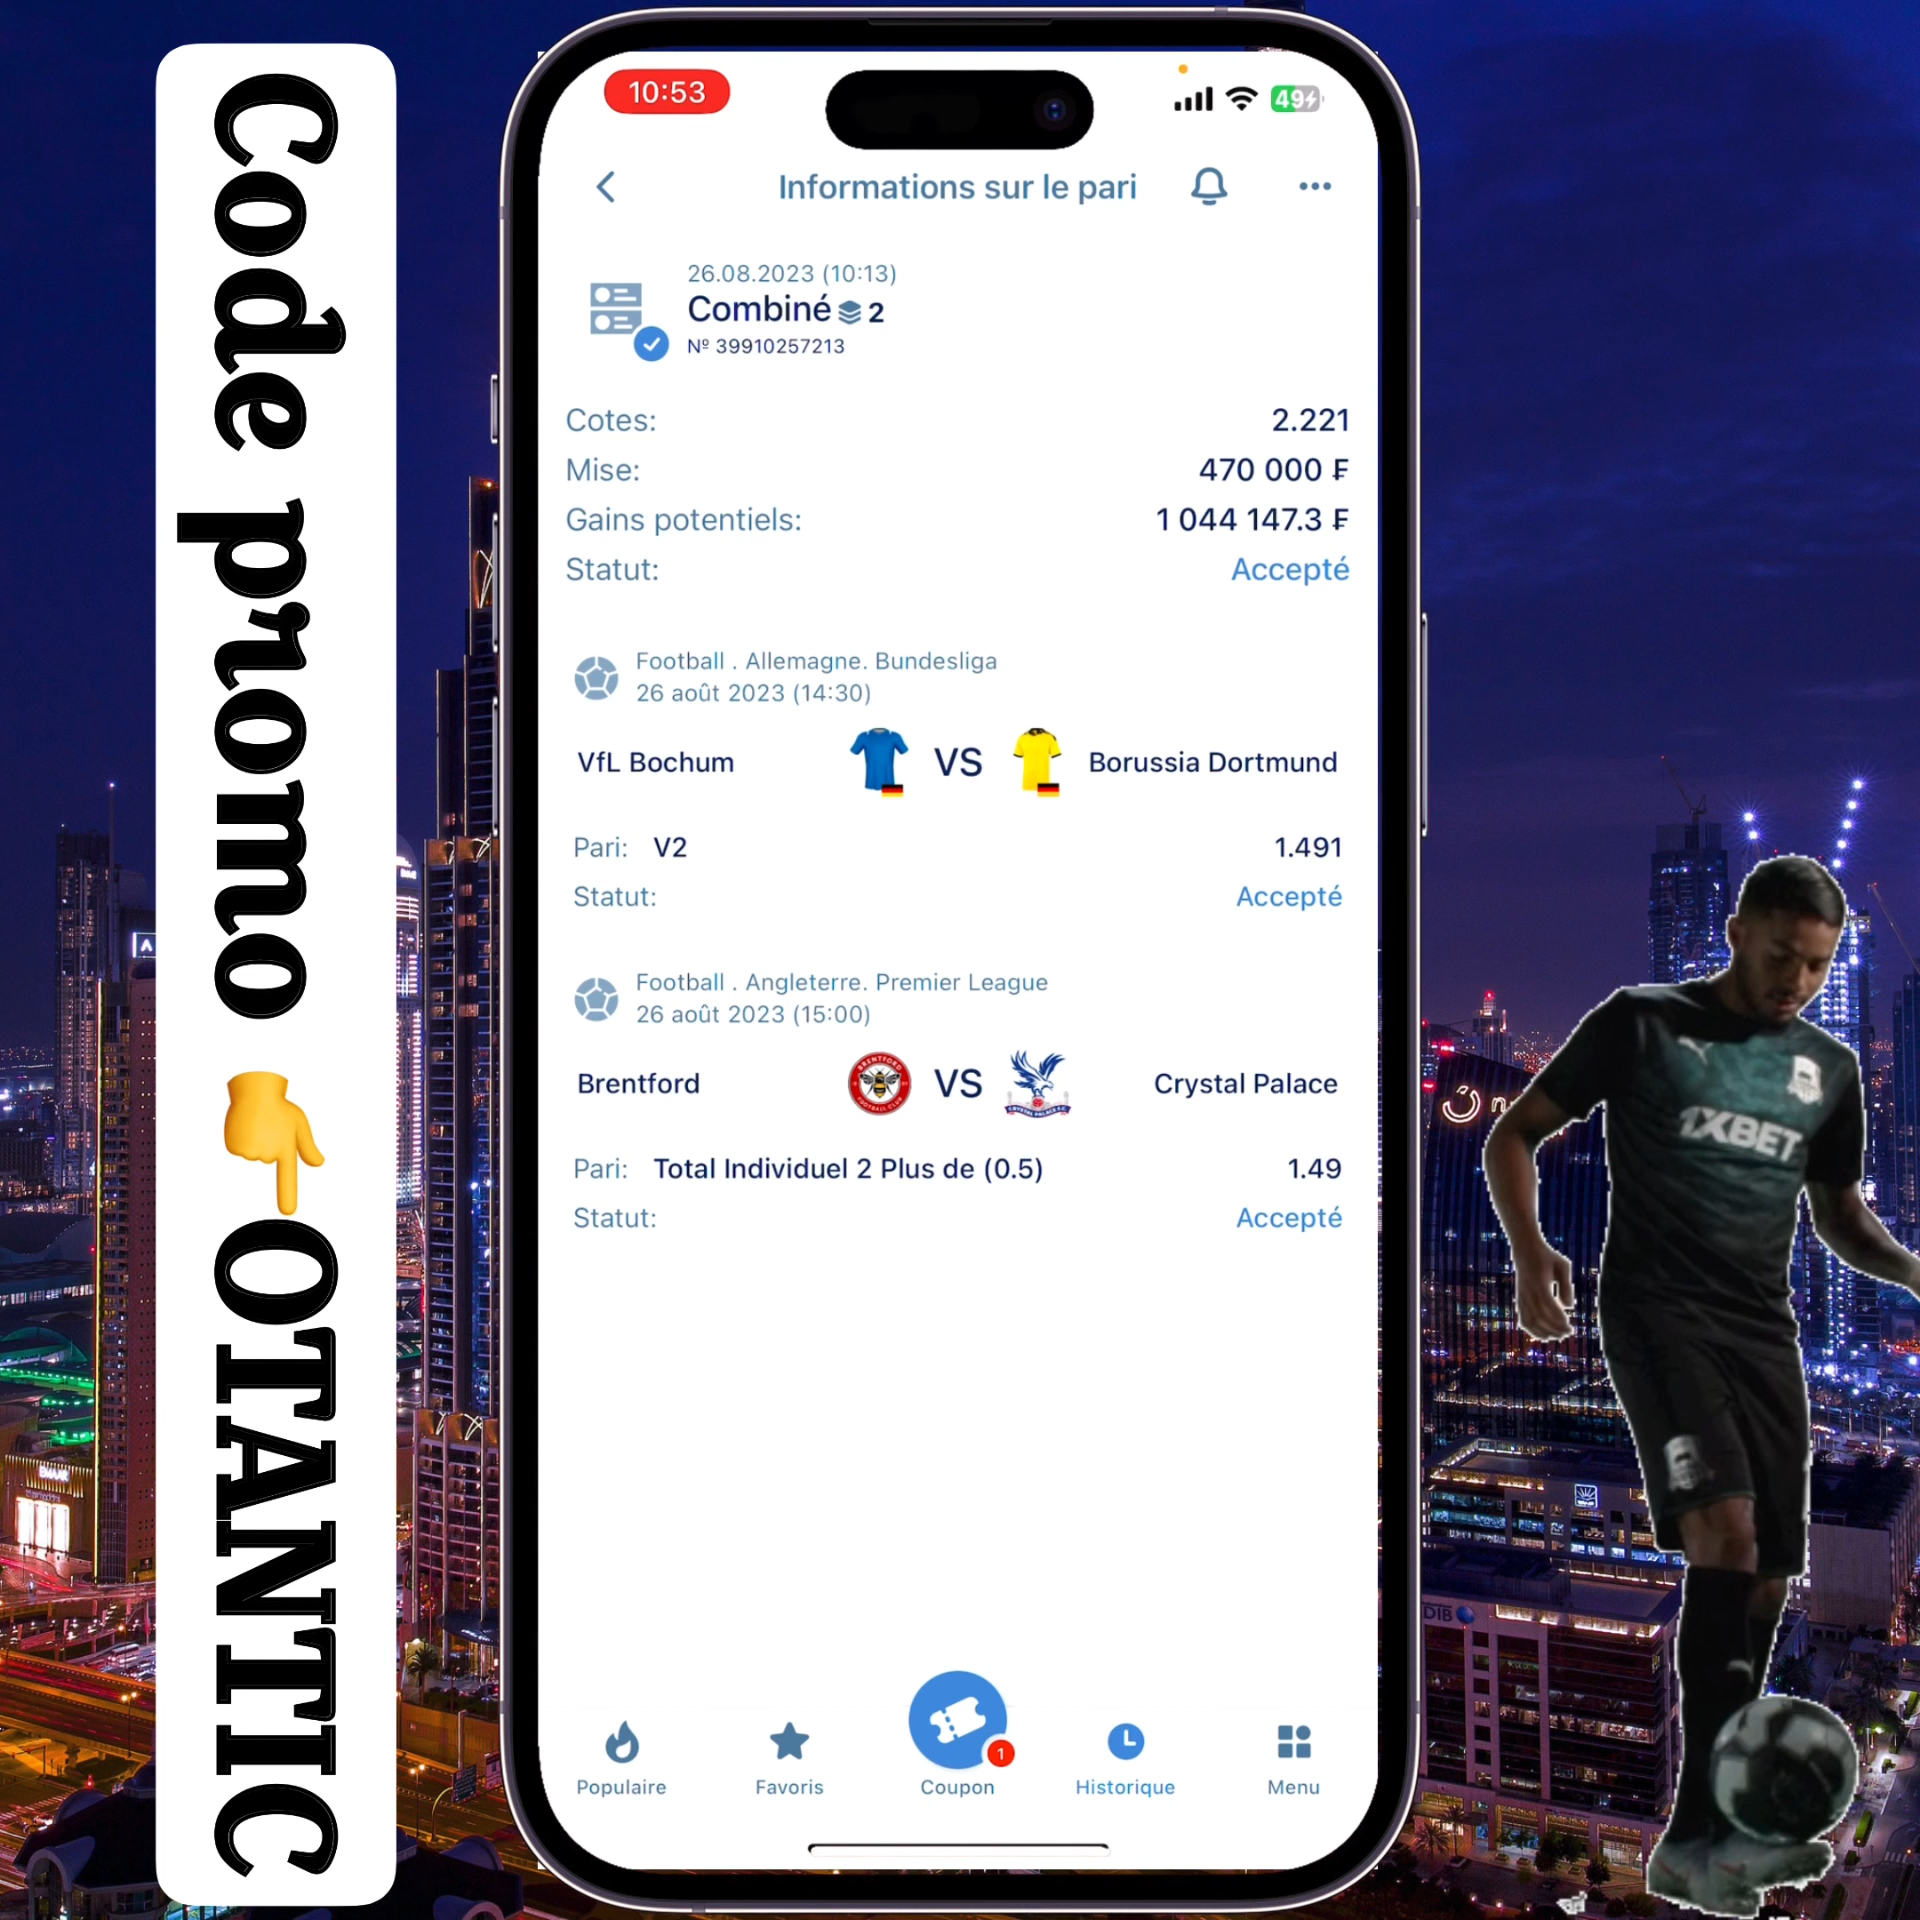 Code promo 👇OTANTIC
10:53
49
Informations sur le pari
26.08.2023 (10:13)
Combiné 2
Nº 39910257213
Cotes: 2.221
Mise: 470 000 ₣
Gains potentiels: 1 044 147.3 ₣
Statut: Accepté
Football . Allemagne. Bundesliga
26 août 2023 (14:30)
VfL Bochum VS Borussia Dortmund
Pari: V2 1.491
Statut: Accepté
Football . Angleterre. Premier League
26 août 2023 (15:00)
Brentford VS Crystal Palace
Pari: Total Individuel 2 Plus de (0.5) 1.49
Statut: Accepté
1XBET
1
Populaire Favoris Coupon Historique Menu